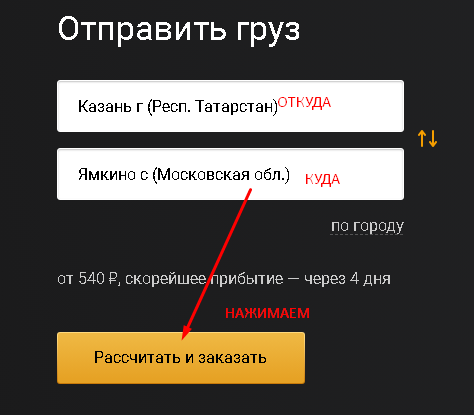 Отправить груз
Казань г (Респ. Татарстан) ОТКУДА
Ямкино с (Московская обл.) КУДА
по городу
от 540 ₽, скорейшее прибытие — через 4 дня
НАЖИМАЕМ
Рассчитать и заказать